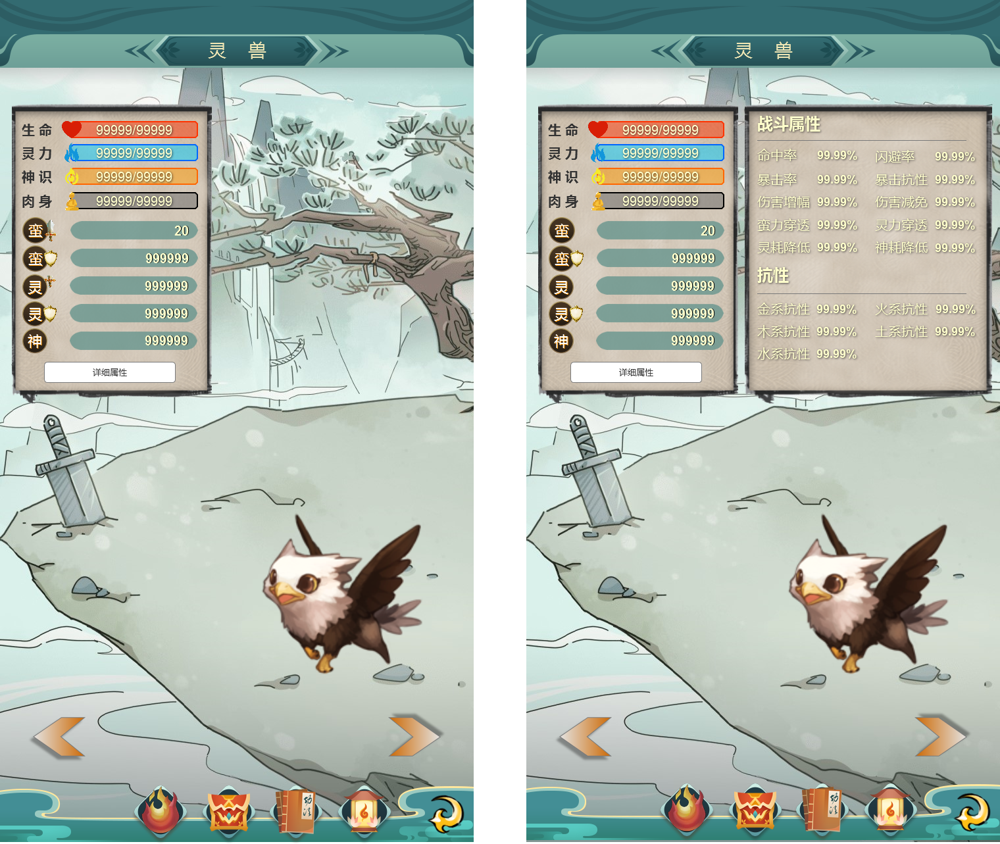 灵 兽
生命 99999/99999
灵力 99999/99999
神识 99999/99999
肉身 99999/99999
蛮 20
蛮 999999
灵 999999
灵 999999
神 999999
详细属性
功法
灵 兽
生命 99999/99999
灵力 99999/99999
神识 99999/99999
肉身 99999/99999
蛮 20
蛮 999999
灵 999999
灵 999999
神 999999
详细属性
战斗属性
命中率 99.99% 闪避率 99.99%
暴击率 99.99% 暴击抗性 99.99%
伤害增幅 99.99% 伤害减免 99.99%
蛮力穿透 99.99% 灵力穿透 99.99%
灵耗降低 99.99% 神耗降低 99.99%
抗性
金系抗性 99.99% 火系抗性 99.99%
木系抗性 99.99% 土系抗性 99.99%
水系抗性 99.99%
功法